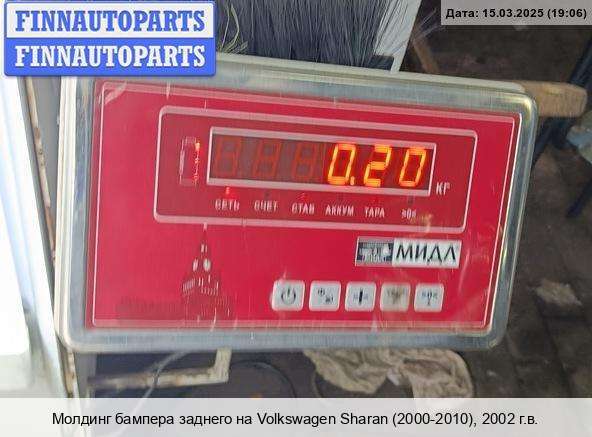 FINNAUTOPARTS
FINNAUTOPARTS
Дата: 15.03.2025 (19:06)
0.20
КГ
СЕТЬ СЧЕТ СТАБ АККУМ ТАРА >0<
МИДЛ
Молдинг бампера заднего на Volkswagen Sharan (2000-2010), 2002 г.в.